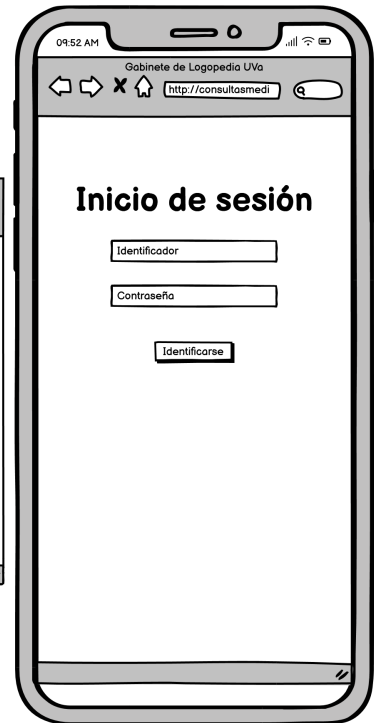 09:52 AM
Gabinete de Logopedia UVa
http://consultasmedi
Inicio de sesión
Identificador
Contraseña
Identificarse